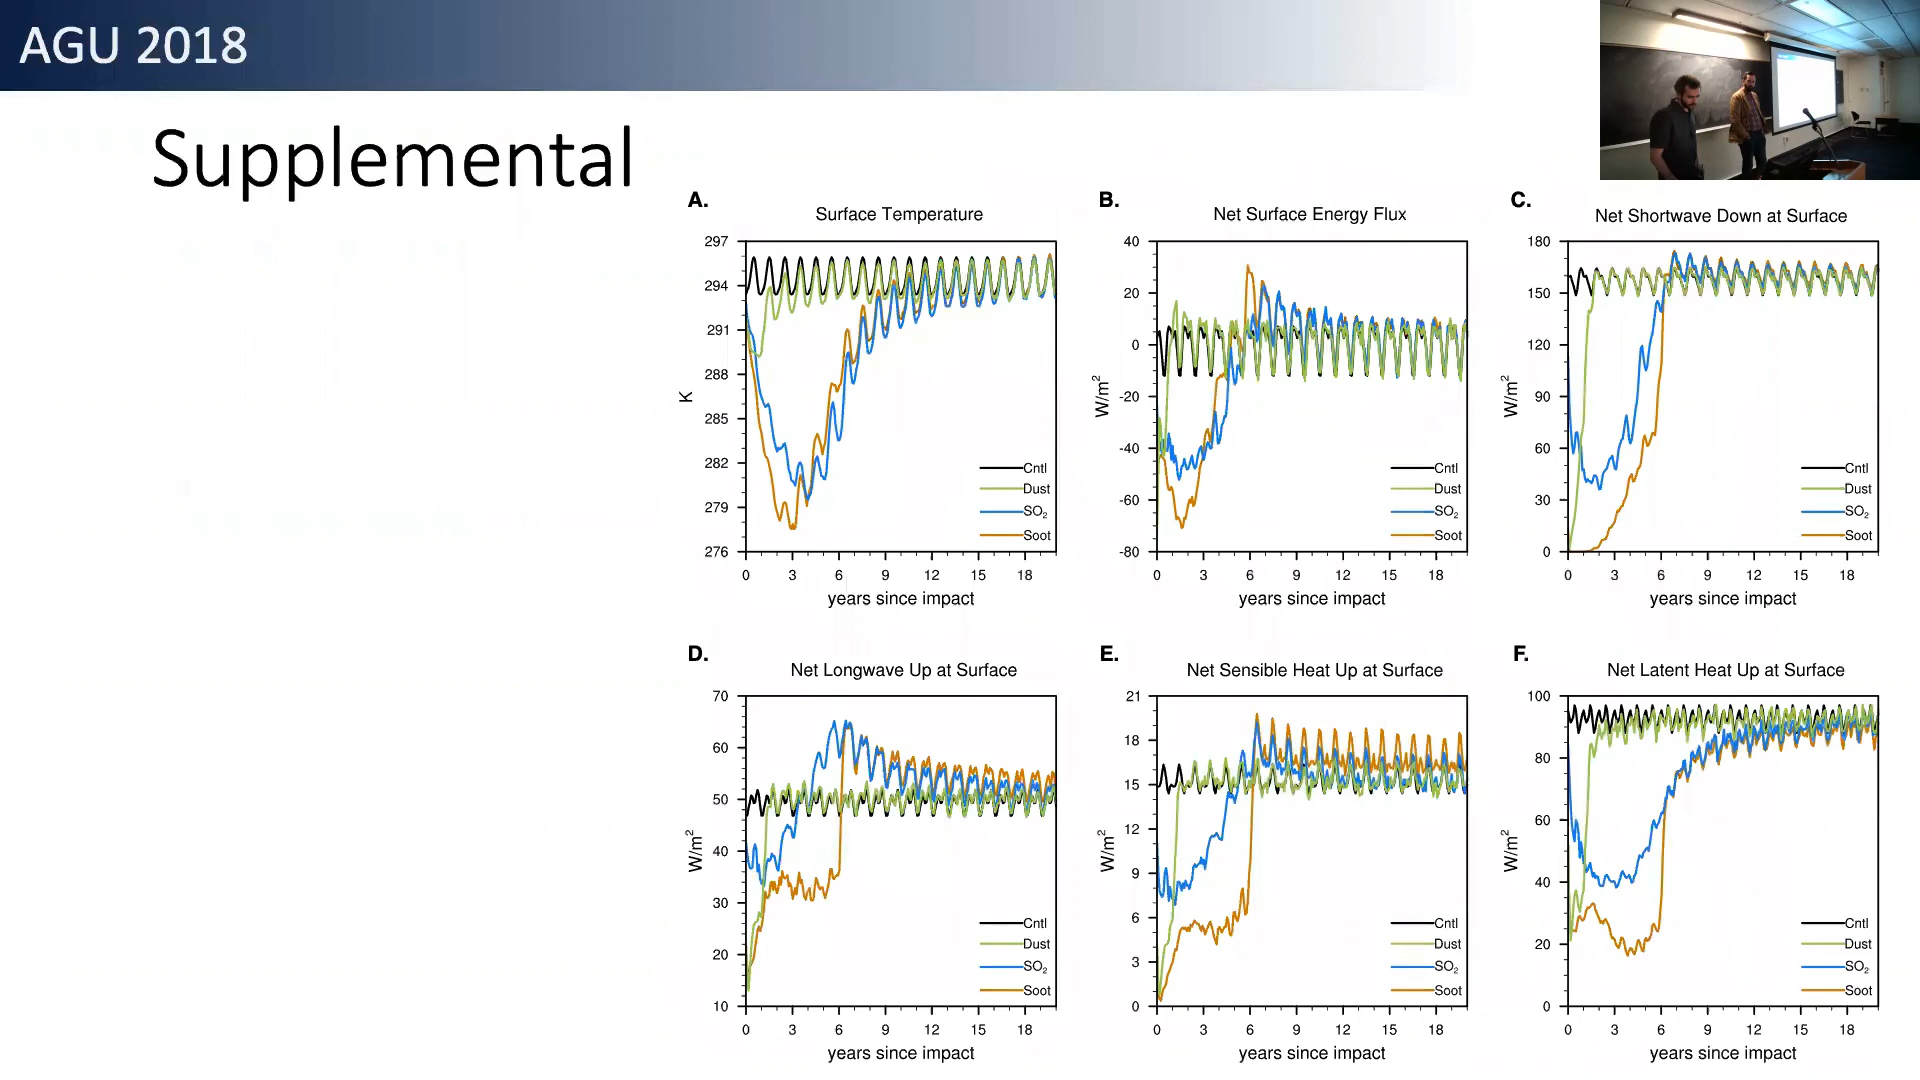 AGU 2018
Supplemental
A.
Surface Temperature
297
294
291
288
285
282
279
276
K
Cntl
Dust
SO₂
Soot
0 3 6 9 12 15 18
years since impact
B.
Net Surface Energy Flux
40
20
0
-20
-40
-60
-80
W/m²
Cntl
Dust
SO₂
Soot
0 3 6 9 12 15 18
years since impact
C.
Net Shortwave Down at Surface
180
150
120
90
60
30
0
W/m²
Cntl
Dust
SO₂
Soot
0 3 6 9 12 15 18
years since impact
D.
Net Longwave Up at Surface
70
60
50
40
30
20
10
W/m²
Cntl
Dust
SO₂
Soot
0 3 6 9 12 15 18
years since impact
E.
Net Sensible Heat Up at Surface
21
18
15
12
9
6
3
0
W/m²
Cntl
Dust
SO₂
Soot
0 3 6 9 12 15 18
years since impact
F.
Net Latent Heat Up at Surface
100
80
60
40
20
0
W/m²
Cntl
Dust
SO₂
Soot
0 3 6 9 12 15 18
years since impact